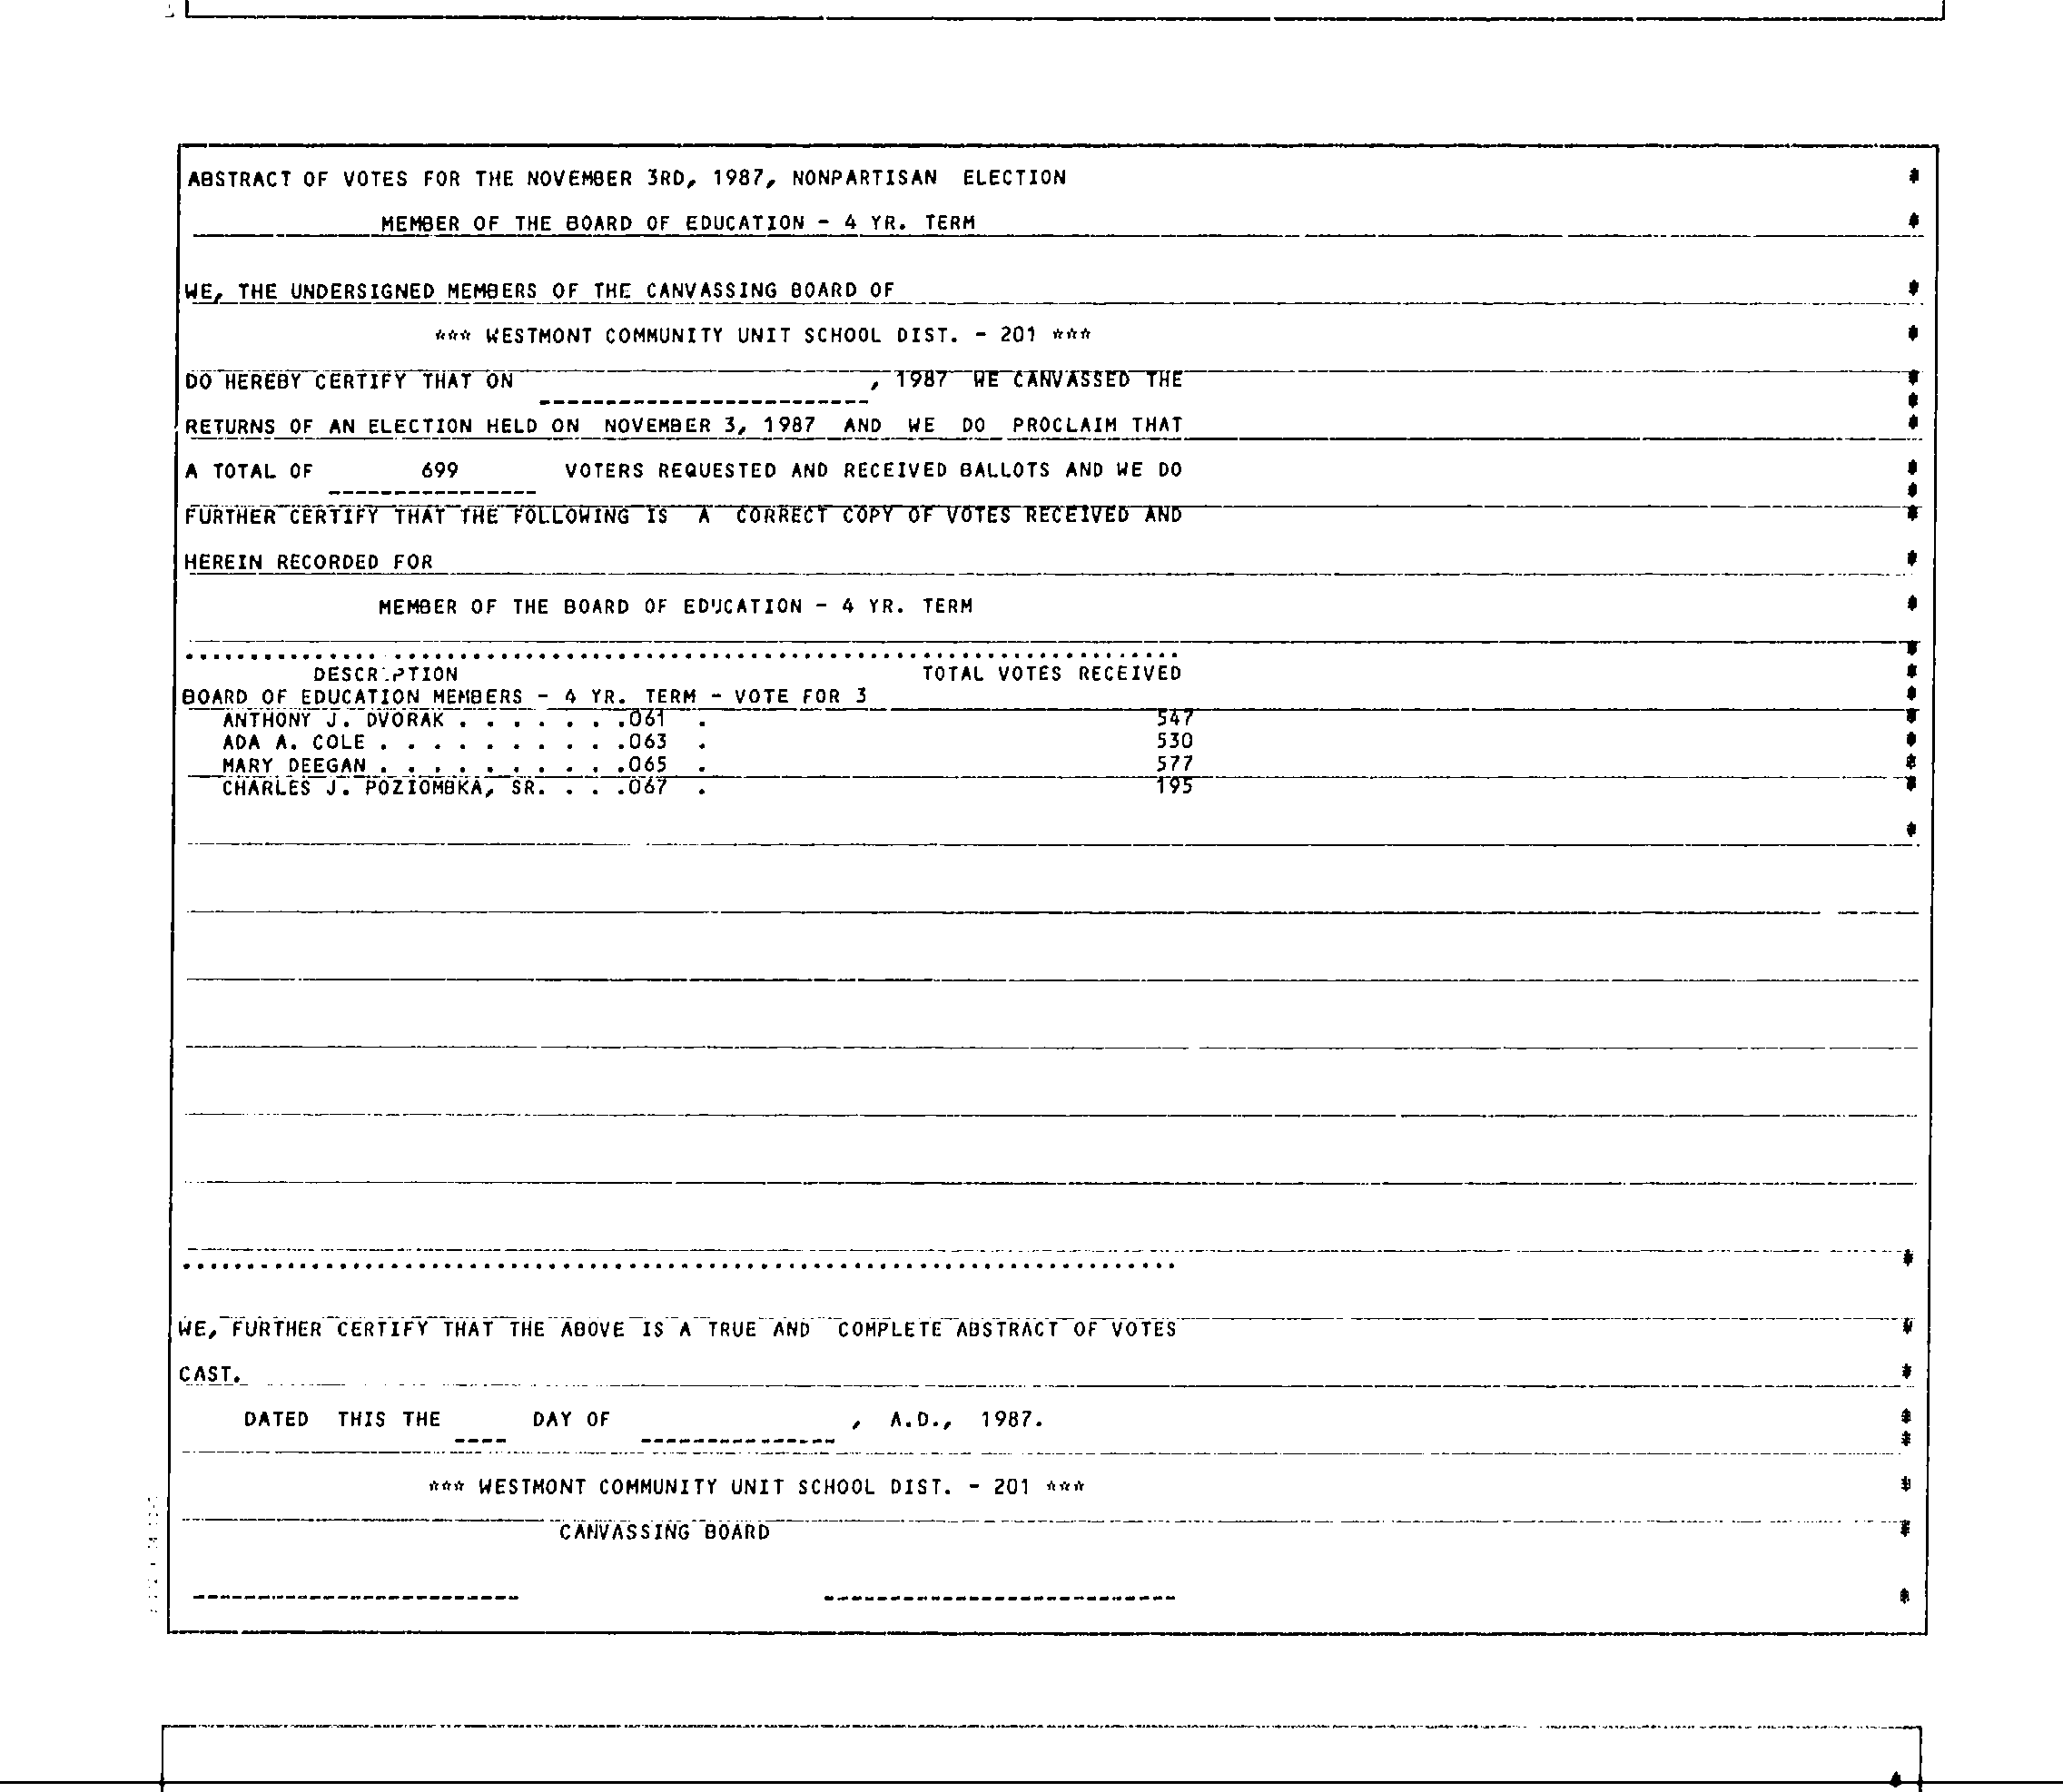 ABSTRACT OF VOTES FOR THE NOVEMBER 3RD, 1987, NONPARTISAN ELECTION
MEMBER OF THE BOARD OF EDUCATION - 4 YR. TERM
WE, THE UNDERSIGNED MEMBERS OF THE CANVASSING BOARD OF
*** WESTMONT COMMUNITY UNIT SCHOOL DIST. - 201 ***
DO HEREBY CERTIFY THAT ON ________________________, 1987 WE CANVASSED THE
RETURNS OF AN ELECTION HELD ON NOVEMBER 3, 1987 AND WE DO PROCLAIM THAT
A TOTAL OF 699 VOTERS REQUESTED AND RECEIVED BALLOTS AND WE DO
FURTHER CERTIFY THAT THE FOLLOWING IS A CORRECT COPY OF VOTES RECEIVED AND
HEREIN RECORDED FOR
MEMBER OF THE BOARD OF EDUCATION - 4 YR. TERM
DESCRIPTION TOTAL VOTES RECEIVED
BOARD OF EDUCATION MEMBERS - 4 YR. TERM - VOTE FOR 3
ANTHONY J. DVORAK . . . . . . .061 . 547
ADA A. COLE . . . . . . . . . .063 . 530
MARY DEEGAN . . . . . . . . . .065 . 577
CHARLES J. POZIOMBKA, SR. . . .067 . 195
WE, FURTHER CERTIFY THAT THE ABOVE IS A TRUE AND COMPLETE ABSTRACT OF VOTES
CAST.
DATED THIS THE ____ DAY OF _______________, A.D., 1987.
*** WESTMONT COMMUNITY UNIT SCHOOL DIST. - 201 ***
CANVASSING BOARD